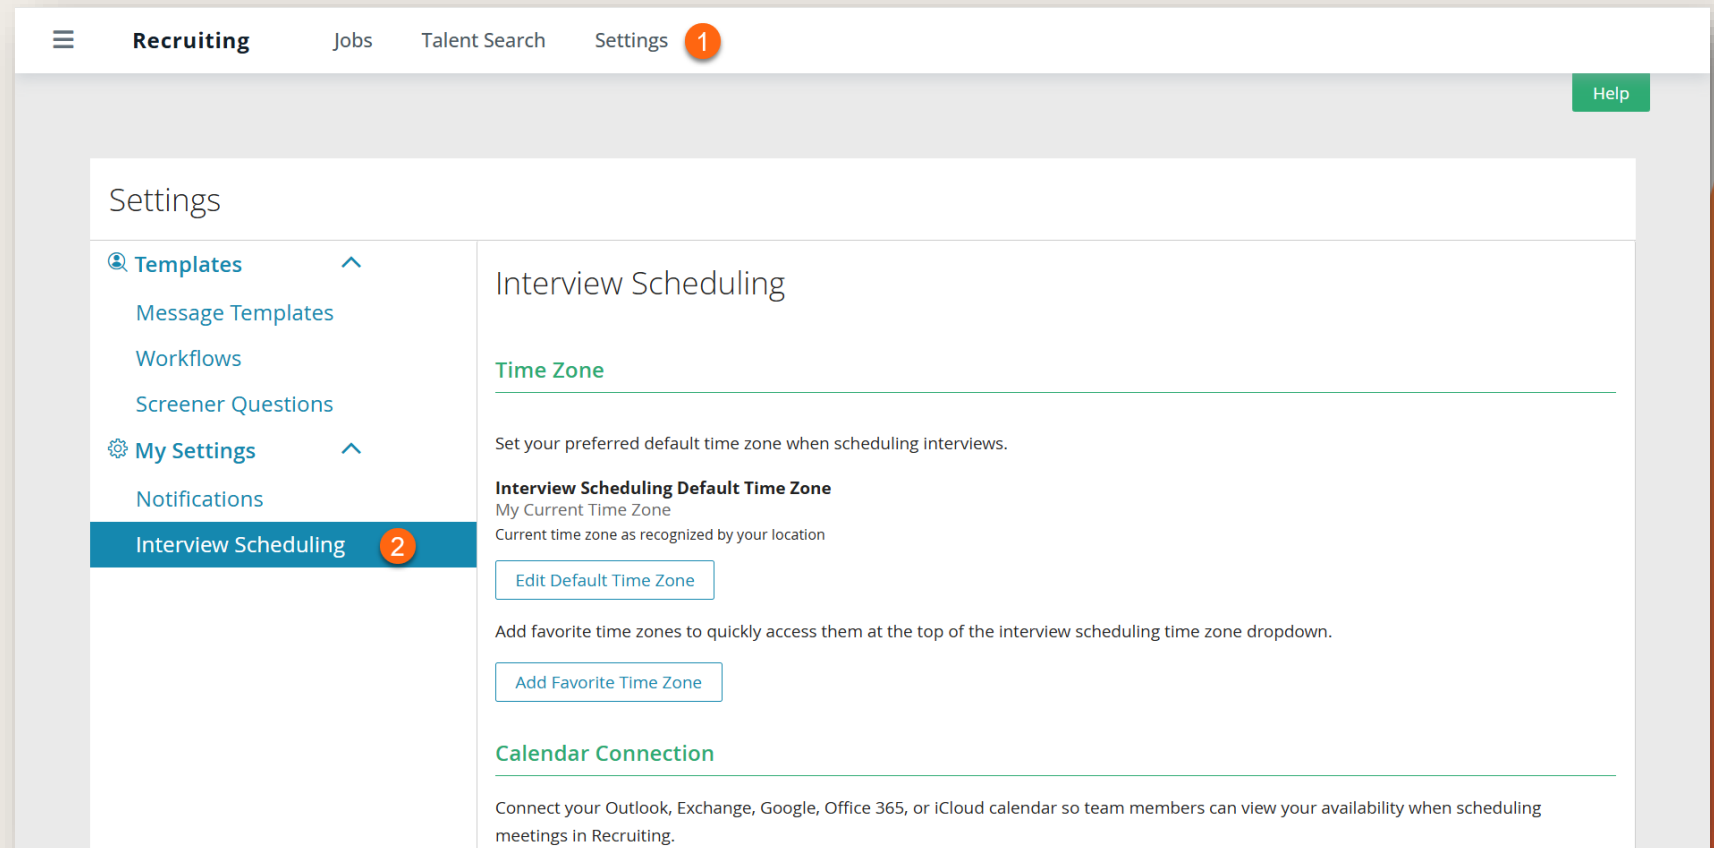 Recruiting Jobs Talent Search Settings 1
Help
Settings
Templates
Message Templates
Workflows
Screener Questions
My Settings
Notifications
Interview Scheduling 2
Interview Scheduling
Time Zone
Set your preferred default time zone when scheduling interviews.
Interview Scheduling Default Time Zone
My Current Time Zone
Current time zone as recognized by your location
Edit Default Time Zone
Add favorite time zones to quickly access them at the top of the interview scheduling time zone dropdown.
Add Favorite Time Zone
Calendar Connection
Connect your Outlook, Exchange, Google, Office 365, or iCloud calendar so team members can view your availability when scheduling
meetings in Recruiting.